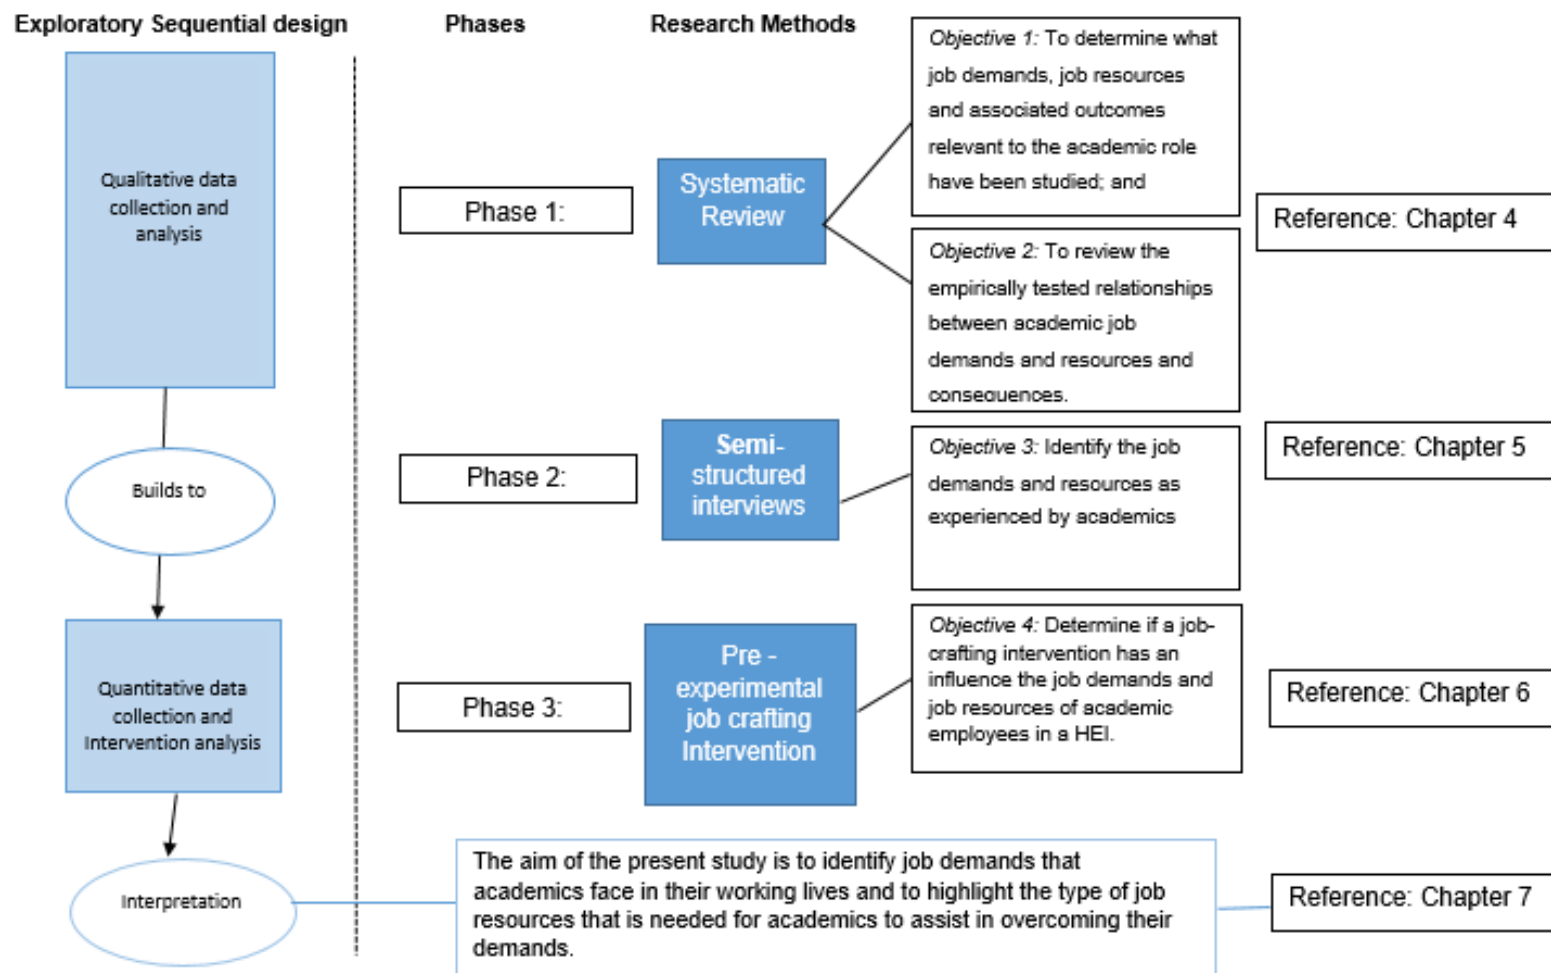 Exploratory Sequential design
Phases
Research Methods
Qualitative data
collection and
analysis
Builds to
Quantitative data
collection and
Intervention analysis
Interpretation
Phase 1:
Systematic
Review
Objective 1: To determine what
job demands, job resources
and associated outcomes
relevant to the academic role
have been studied; and
Objective 2: To review the
empirically tested relationships
between academic job
demands and resources and
consequences.
Reference: Chapter 4
Phase 2:
Semi-
structured
interviews
Objective 3: Identify the job
demands and resources as
experienced by academics
Reference: Chapter 5
Phase 3:
Pre -
experimental
job crafting
Intervention
Objective 4: Determine if a job-
crafting intervention has an
influence the job demands and
job resources of academic
employees in a HEI.
Reference: Chapter 6
The aim of the present study is to identify job demands that
academics face in their working lives and to highlight the type of job
resources that is needed for academics to assist in overcoming their
demands.
Reference: Chapter 7